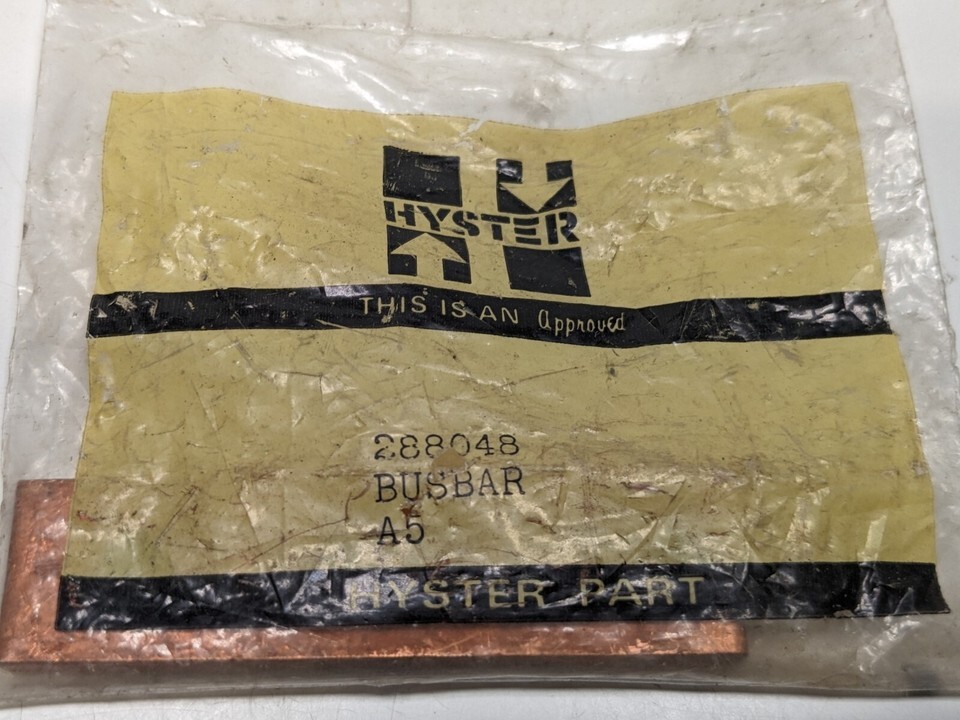 HYSTER
THIS IS AN Approved
288048
BUSBAR
A5
HYSTER PART